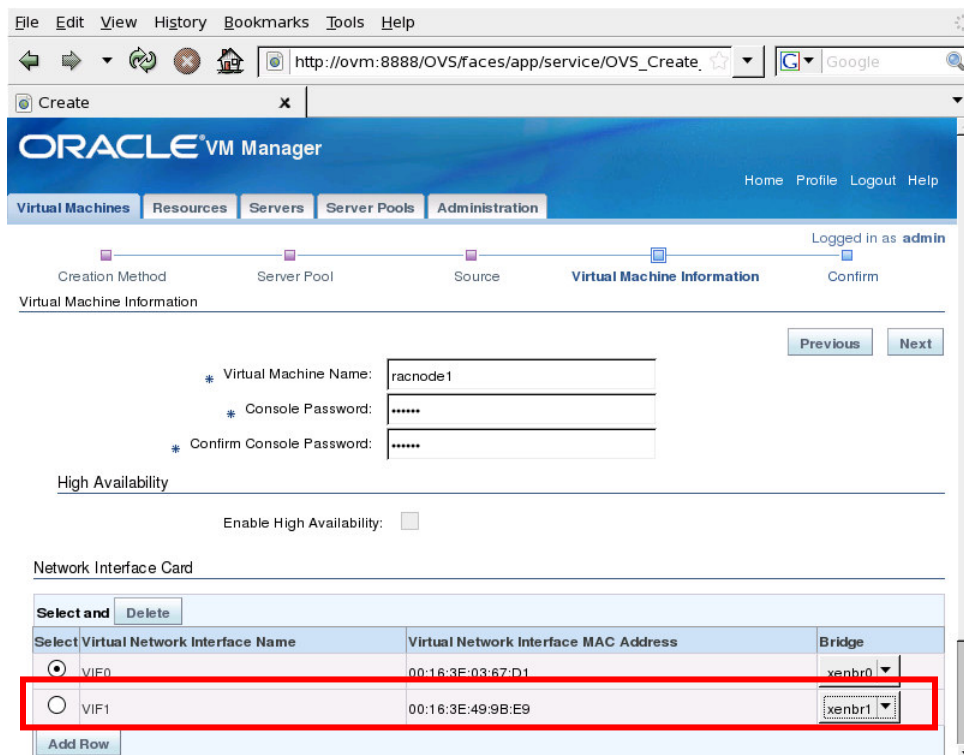 File Edit View History Bookmarks Tools Help
http://ovm:8888/OVS/faces/app/service/OVS_Create_
G Google
Create x
ORACLE VM Manager
Home Profile Logout Help
Virtual Machines Resources Servers Server Pools Administration
Logged in as admin
Creation Method Server Pool Source Virtual Machine Information Confirm
Virtual Machine Information
Previous Next
* Virtual Machine Name: racnode1
* Console Password: ••••••
* Confirm Console Password: ••••••
High Availability
Enable High Availability:
Network Interface Card
Select and Delete
Select Virtual Network Interface Name Virtual Network Interface MAC Address Bridge
VIF0 00:16:3E:03:67:D1 xenbr0
VIF1 00:16:3E:49:9B:E9 xenbr1
Add Row